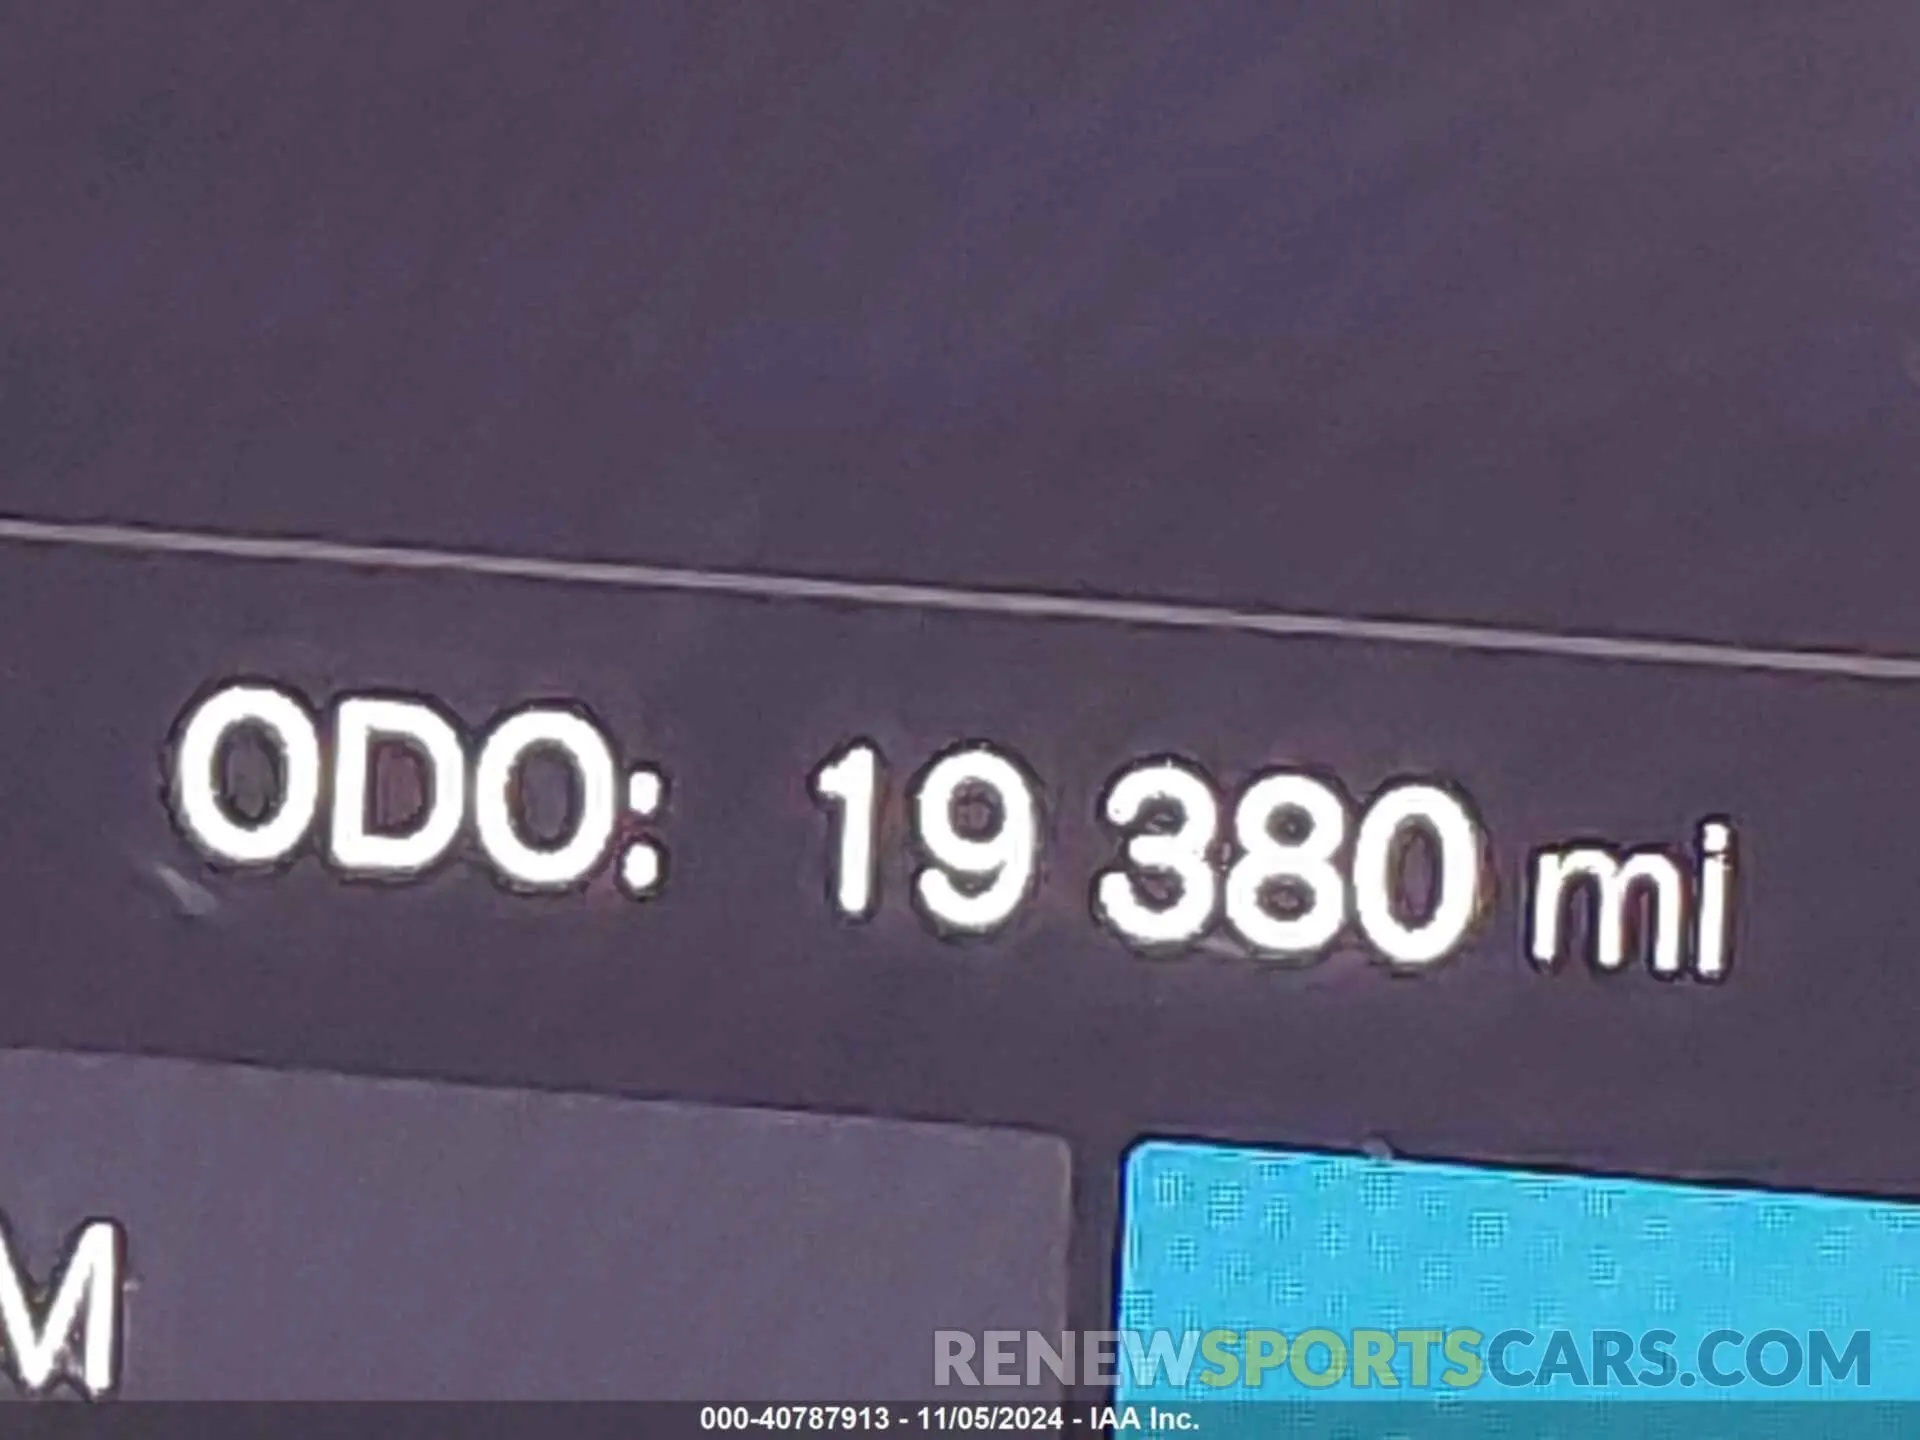 ODO: 19 380 mi
M
RENEWSPORTSCARS.COM
000-40787913 - 11/05/2024 - IAA Inc.